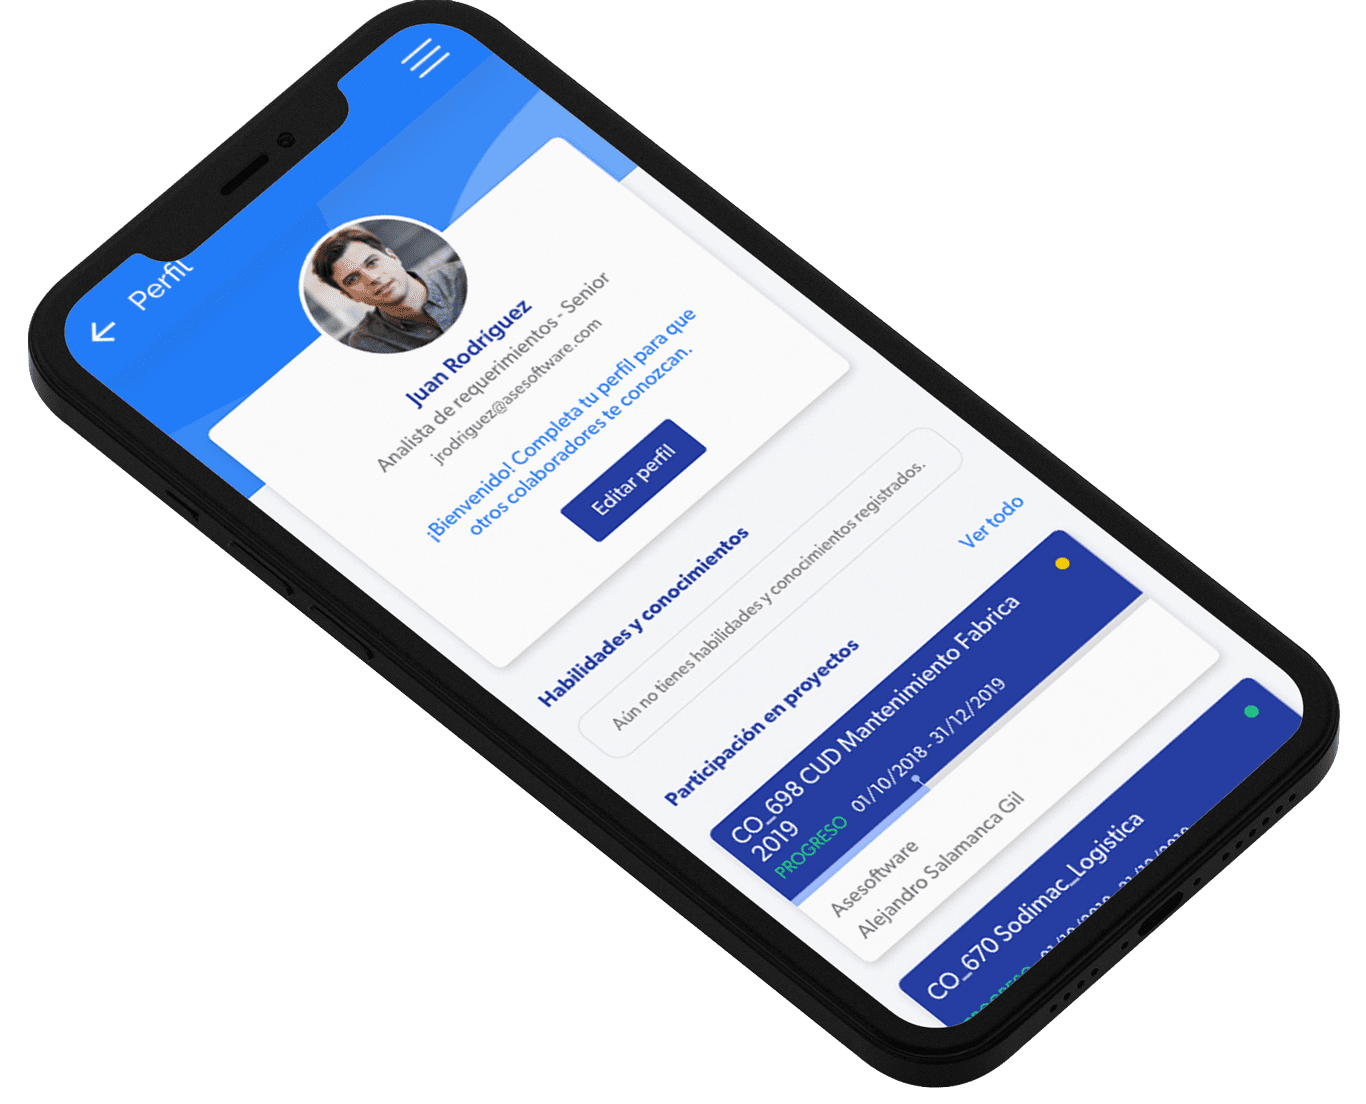 Perfil
Juan Rodríguez
Analista de requerimientos - Senior
jrodriguez@asesoftware.com
¡Bienvenido! Completa tu perfil para que
otros colaboradores te conozcan.
Editar perfil
Habilidades y conocimientos
Aún no tienes habilidades y conocimientos registrados.
Participación en proyectos
Ver todo
CO_698 CUD Mantenimiento Fabrica
2019
PROGRESO 01/10/2018 - 31/12/2019
Asesoftware
Alejandro Salamanca Gil
CO_670 Sodimac_Logistica